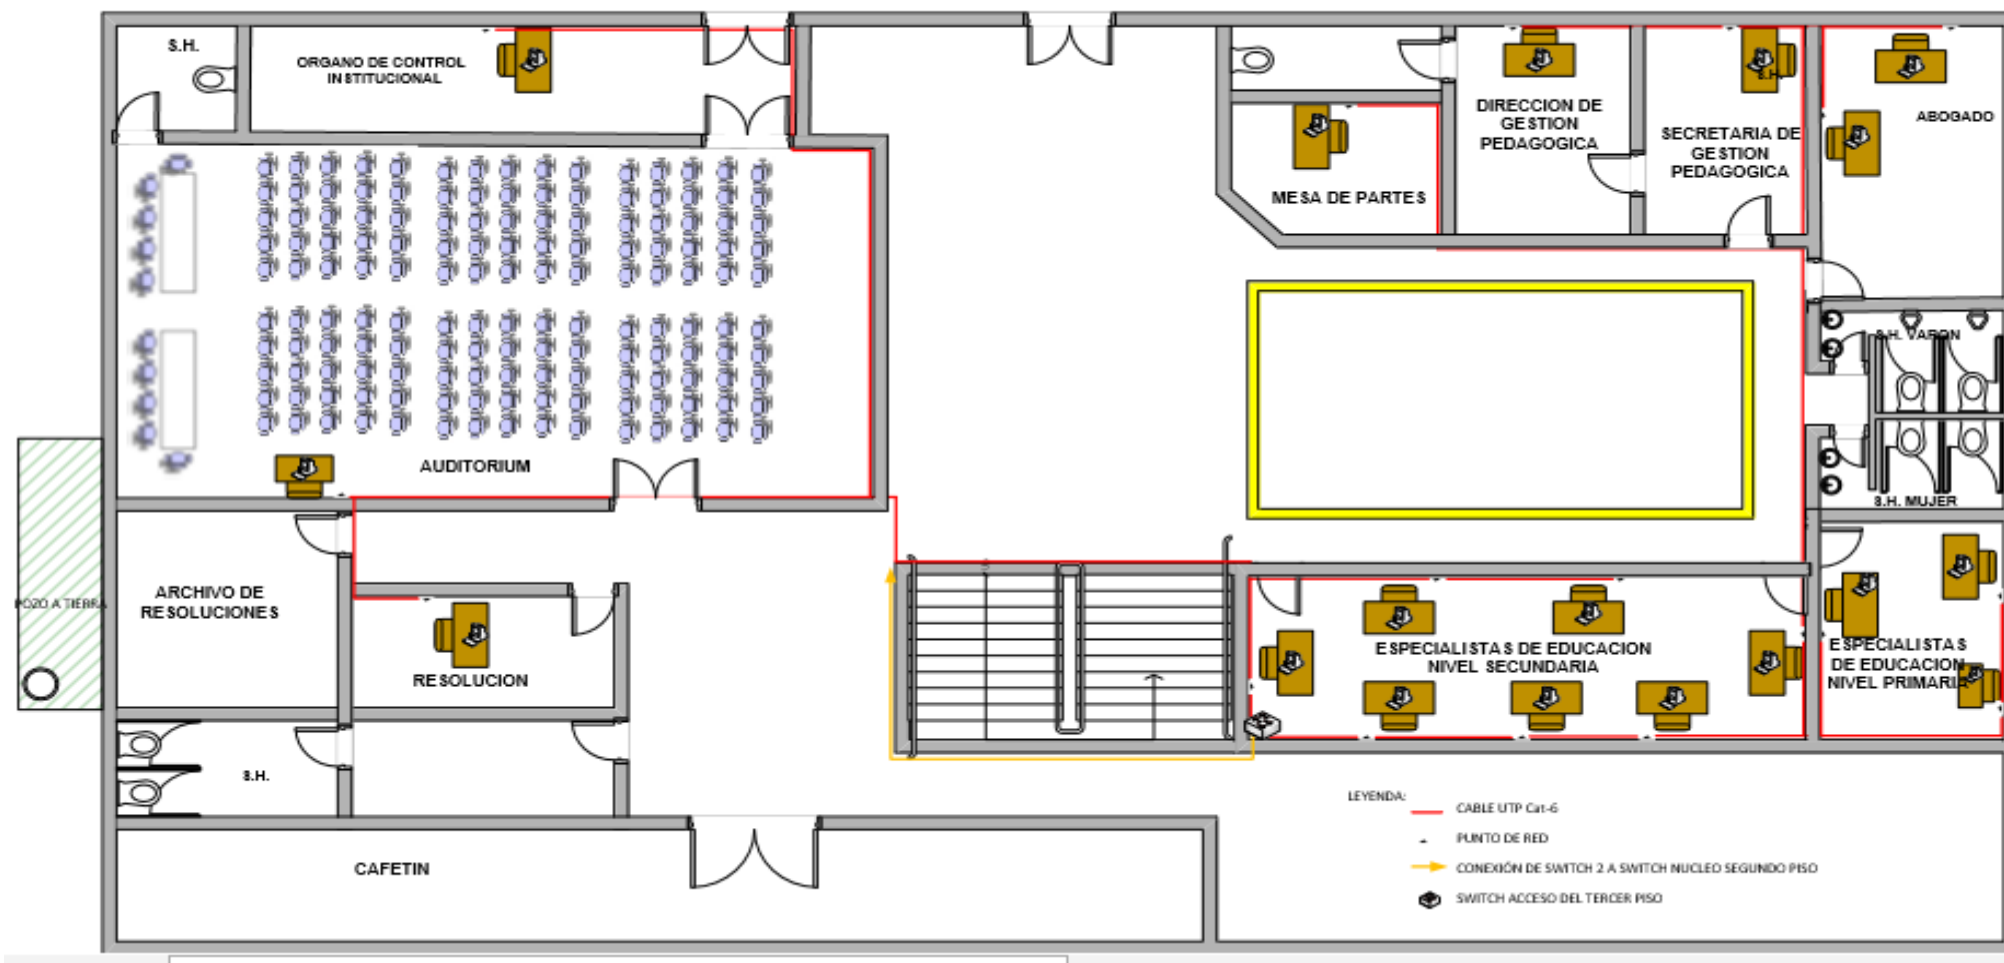 S.H.
ORGANO DE CONTROL
INSTITUCIONAL
DIRECCION DE
GESTION
PEDAGOGICA
SECRETARIA DE
GESTION
PEDAGOGICA
ABOGADO
MESA DE PARTES
S.H. VARON
AUDITORIUM
S.H. MUJER
ARCHIVO DE
RESOLUCIONES
POZO A TIERRA
RESOLUCION
ESPECIALISTAS DE EDUCACION
NIVEL SECUNDARIA
ESPECIALISTAS
DE EDUCACION
NIVEL PRIMARIA
S.H.
CAFETIN
LEYENDA:
CABLE UTP Cat-6
PUNTO DE RED
CONEXIÓN DE SWITCH 2 A SWITCH NUCLEO SEGUNDO PISO
SWITCH ACCESO DEL TERCER PISO